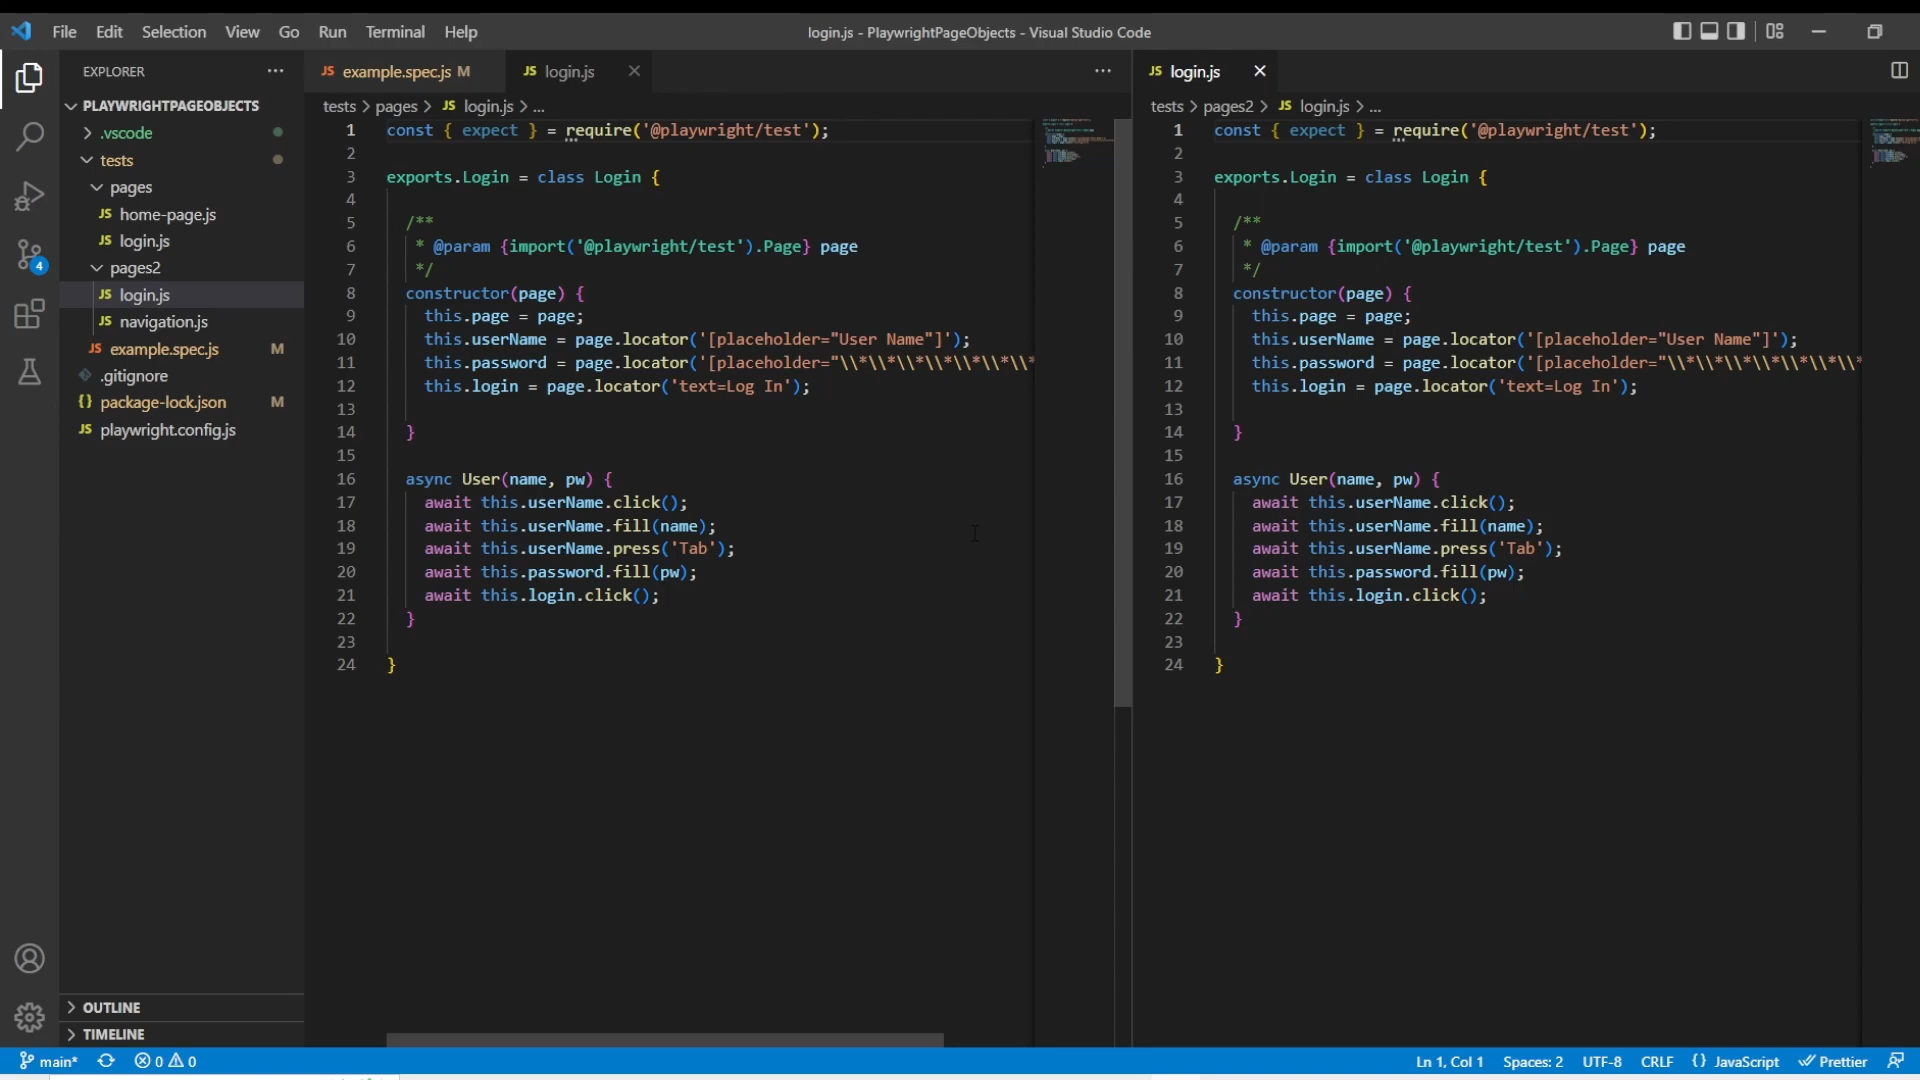 File Edit Selection View Go Run Terminal Help
login.js - PlaywrightPageObjects - Visual Studio Code
EXPLORER
PLAYWRIGHTPAGEOBJECTS
.vscode
tests
pages
JS home-page.js
JS login.js
pages2
JS login.js
JS navigation.js
JS example.spec.js M
.gitignore
{} package-lock.json M
JS playwright.config.js
OUTLINE
TIMELINE
4
JS example.spec.js M
JS login.js
tests > pages > JS login.js > ...
1 const { expect } = require('@playwright/test');
2
3 exports.Login = class Login {
4
5 /**
6 * @param {import('@playwright/test').Page} page
7 */
8 constructor(page) {
9 this.page = page;
10 this.userName = page.locator('[placeholder="User Name"]');
11 this.password = page.locator('[placeholder="\\*\\*\\*\\*\\*\\*\\*
12 this.login = page.locator('text=Log In');
13
14 }
15
16 async User(name, pw) {
17 await this.userName.click();
18 await this.userName.fill(name);
19 await this.userName.press('Tab');
20 await this.password.fill(pw);
21 await this.login.click();
22 }
23
24 }
JS login.js
tests > pages2 > JS login.js > ...
1 const { expect } = require('@playwright/test');
2
3 exports.Login = class Login {
4
5 /**
6 * @param {import('@playwright/test').Page} page
7 */
8 constructor(page) {
9 this.page = page;
10 this.userName = page.locator('[placeholder="User Name"]');
11 this.password = page.locator('[placeholder="\\*\\*\\*\\*\\*\\*\\*
12 this.login = page.locator('text=Log In');
13
14 }
15
16 async User(name, pw) {
17 await this.userName.click();
18 await this.userName.fill(name);
19 await this.userName.press('Tab');
20 await this.password.fill(pw);
21 await this.login.click();
22 }
23
24 }
main* 0 0
Ln 1, Col 1 Spaces: 2 UTF-8 CRLF {} JavaScript Prettier